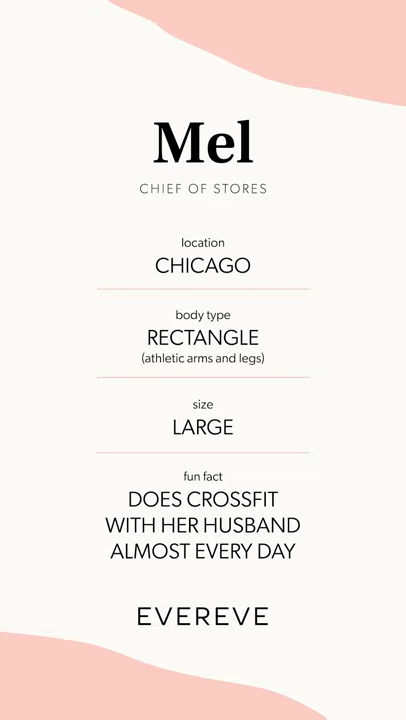 Mel
CHIEF OF STORES
location
CHICAGO
body type
RECTANGLE
(athletic arms and legs)
size
LARGE
fun fact
DOES CROSSFIT
WITH HER HUSBAND
ALMOST EVERY DAY
EVEREVE